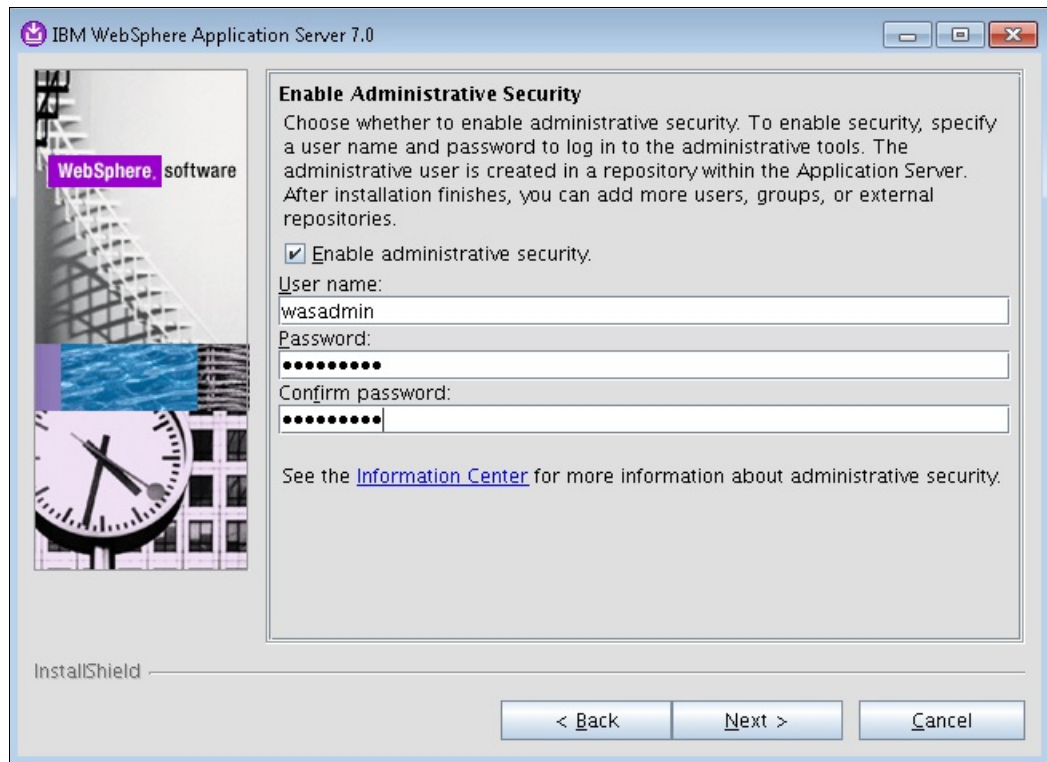 IBM WebSphere Application Server 7.0
WebSphere. software
Enable Administrative Security
Choose whether to enable administrative security. To enable security, specify
a user name and password to log in to the administrative tools. The
administrative user is created in a repository within the Application Server.
After installation finishes, you can add more users, groups, or external
repositories.
Enable administrative security.
User name:
wasadmin
Password:
●●●●●●●●●
Confirm password:
●●●●●●●●●
See the Information Center for more information about administrative security.
InstallShield
< Back
Next >
Cancel